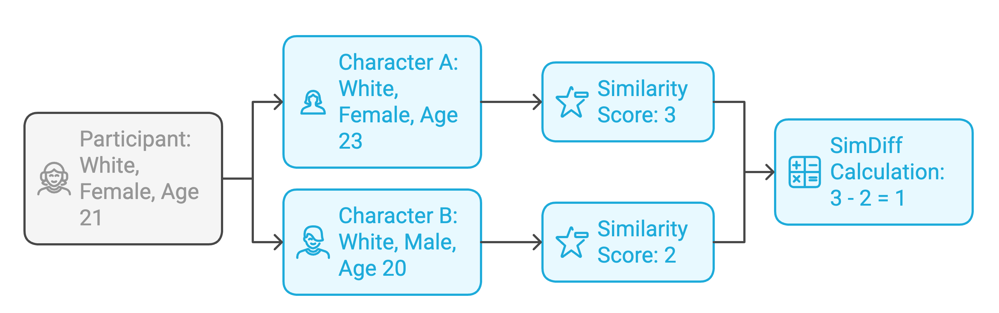 Participant:
White,
Female, Age
21
Character A:
White,
Female, Age
23
Character B:
White, Male,
Age 20
Similarity
Score: 3
Similarity
Score: 2
SimDiff
Calculation:
3 - 2 = 1